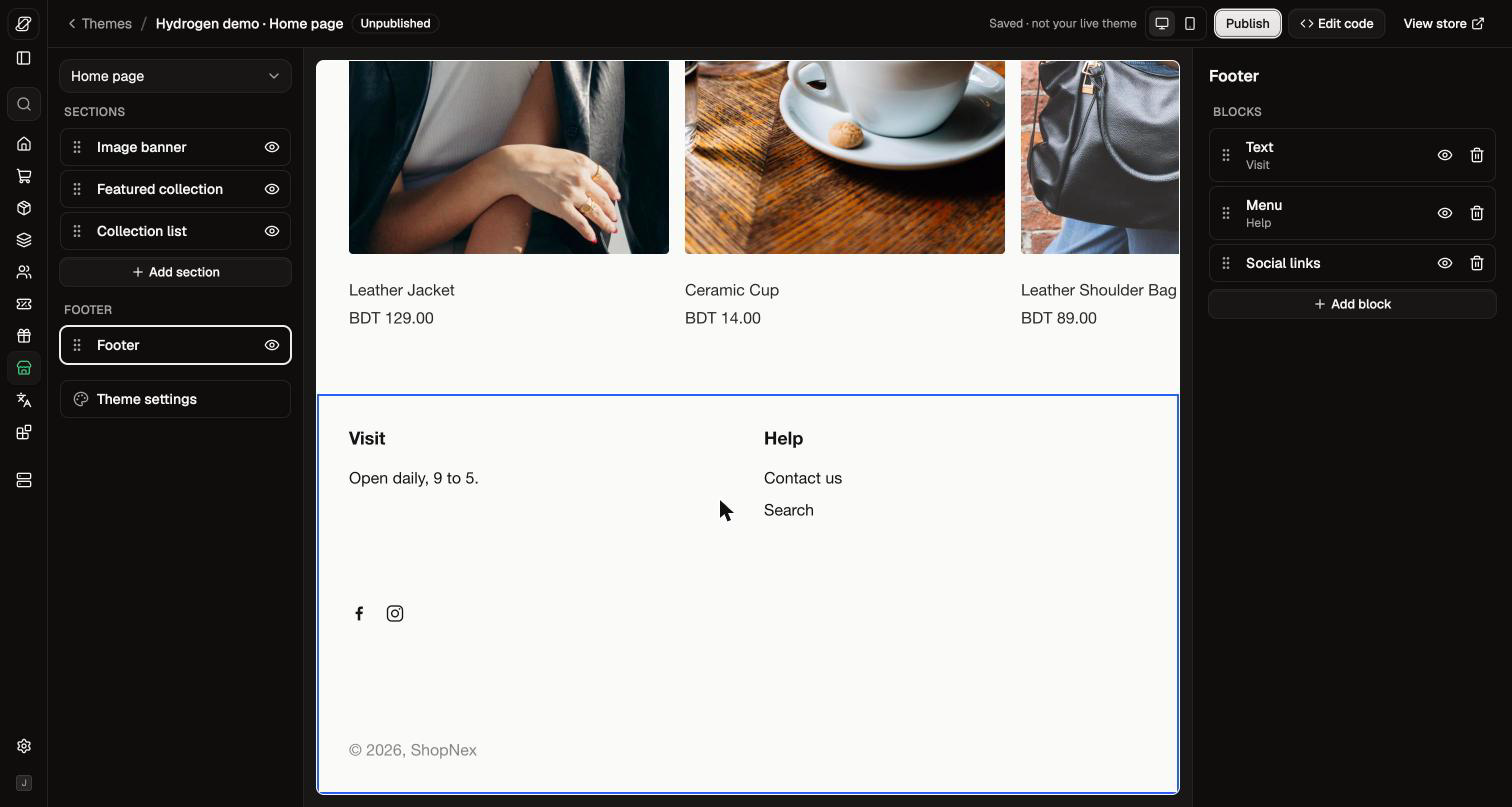 Themes / Hydrogen demo · Home page Unpublished
Saved · not your live theme
Publish
Edit code
View store
Home page
SECTIONS
Image banner
Featured collection
Collection list
+ Add section
FOOTER
Footer
Theme settings
J
Leather Jacket
BDT 129.00
Ceramic Cup
BDT 14.00
Leather Shoulder Bag
BDT 89.00
Visit
Open daily, 9 to 5.
Help
Contact us
Search
© 2026, ShopNex
Footer
BLOCKS
Text
Visit
Menu
Help
Social links
+ Add block